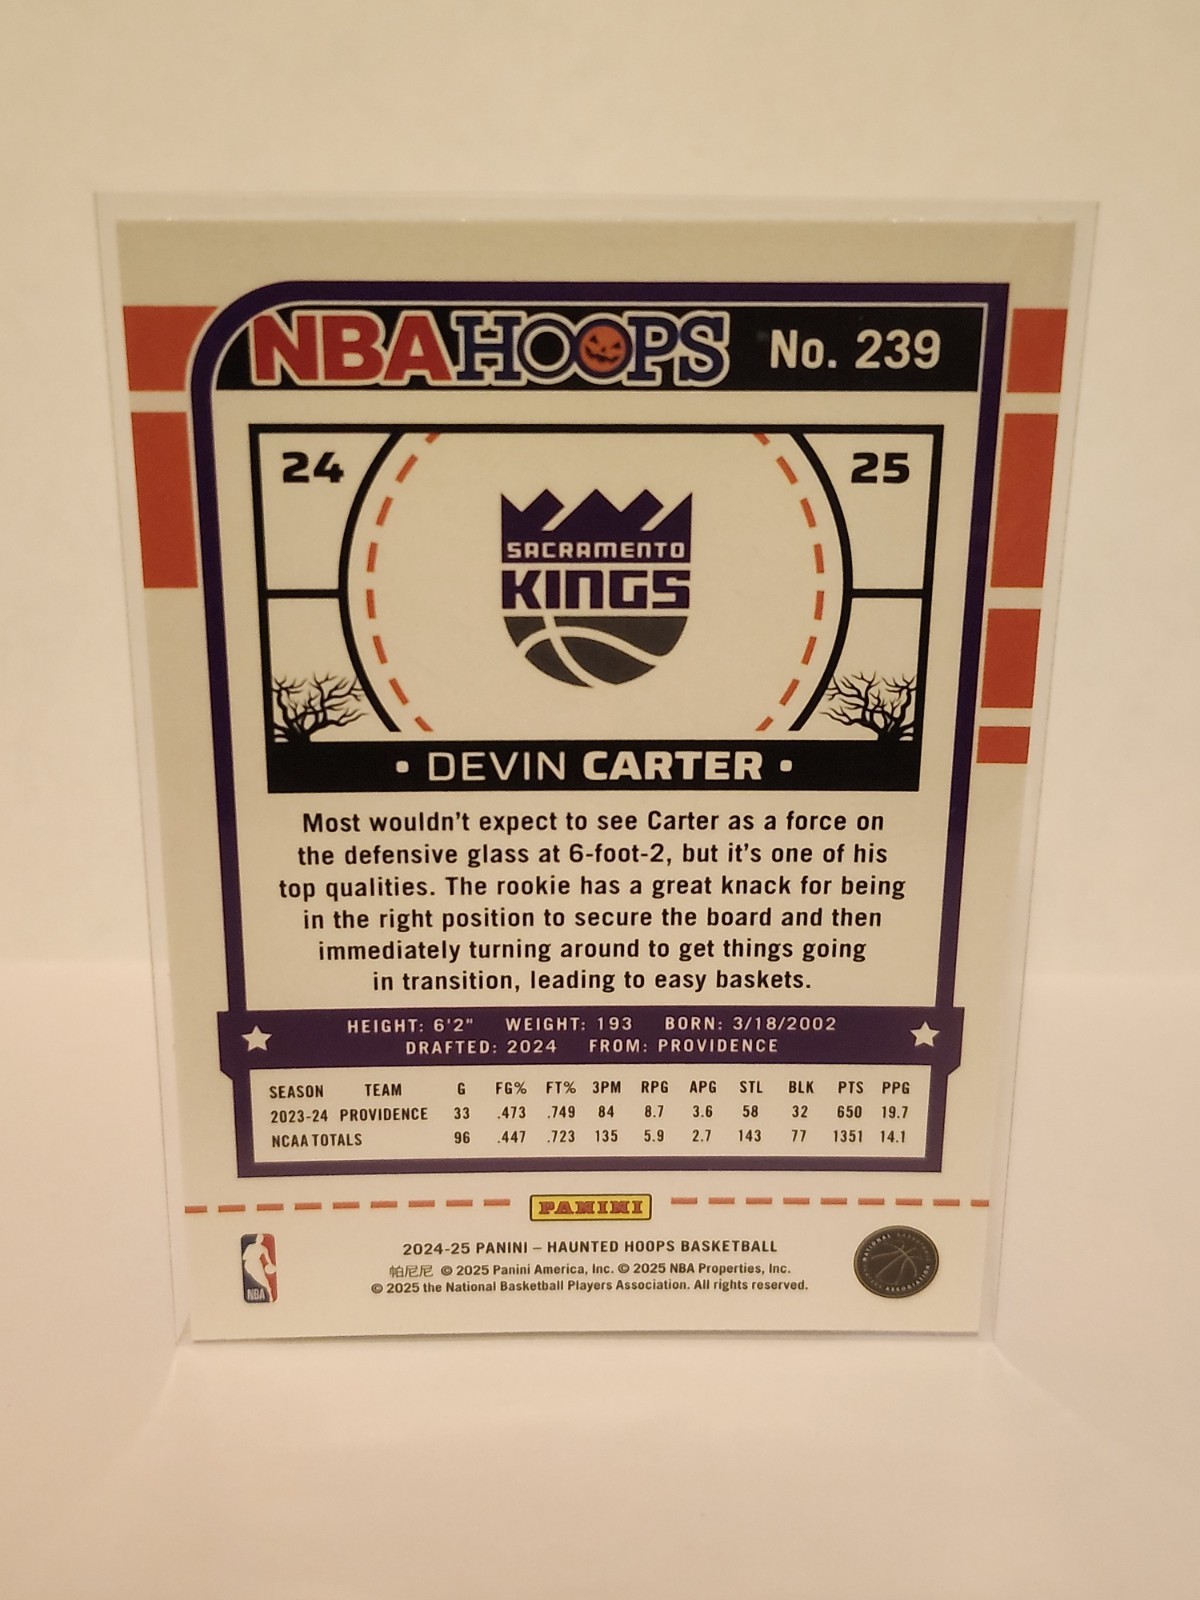 NBA HOOPS No. 239
24 25
SACRAMENTO
KINGS
• DEVIN CARTER •
Most wouldn't expect to see Carter as a force on
the defensive glass at 6-foot-2, but it's one of his
top qualities. The rookie has a great knack for being
in the right position to secure the board and then
immediately turning around to get things going
in transition, leading to easy baskets.
HEIGHT: 6'2" WEIGHT: 193 BORN: 3/18/2002
DRAFTED: 2024 FROM: PROVIDENCE
SEASON TEAM G FG% FT% 3PM RPG APG STL BLK PTS PPG
2023-24 PROVIDENCE 33 .473 .749 84 8.7 3.6 58 32 650 19.7
NCAA TOTALS 96 .447 .723 135 5.9 2.7 143 77 1351 14.1
PANINI
2024-25 PANINI – HAUNTED HOOPS BASKETBALL
帕尼尼 © 2025 Panini America, Inc. © 2025 NBA Properties, Inc.
© 2025 the National Basketball Players Association. All rights reserved.
NBA
NATIONAL BASKETBALL PLAYERS ASSOCIATION